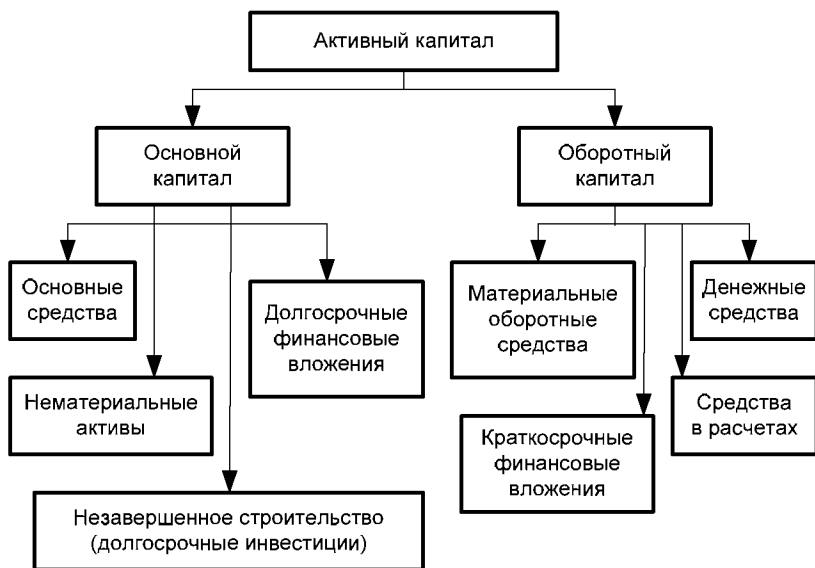 Активный капитал
Основной
капитал
Оборотный
капитал
Основные
средства
Долгосрочные
финансовые
вложения
Материальные
оборотные
средства
Денежные
средства
Нематериальные
активы
Средства
в расчетах
Краткосрочные
финансовые
вложения
Незавершенное строительство
(долгосрочные инвестиции)